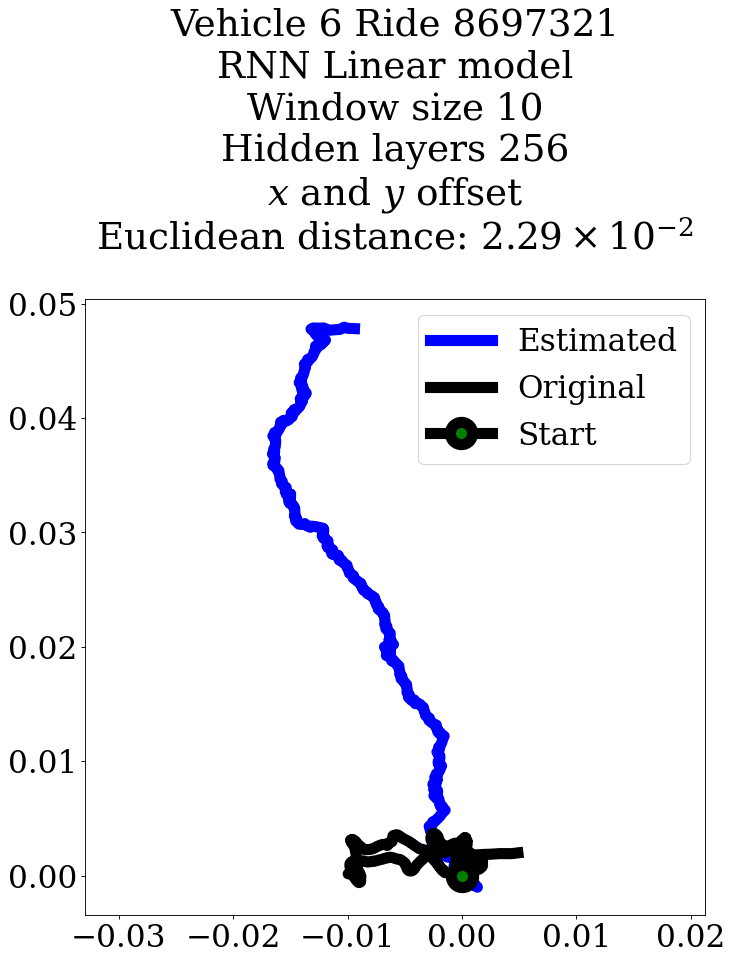 Vehicle 6 Ride 8697321
RNN Linear model
Window size 10
Hidden layers 256
x and y offset
Euclidean distance: 2.29 × 10⁻²
Estimated
Original
Start
0.05
0.04
0.03
0.02
0.01
0.00
−0.03 −0.02 −0.01 0.00 0.01 0.02